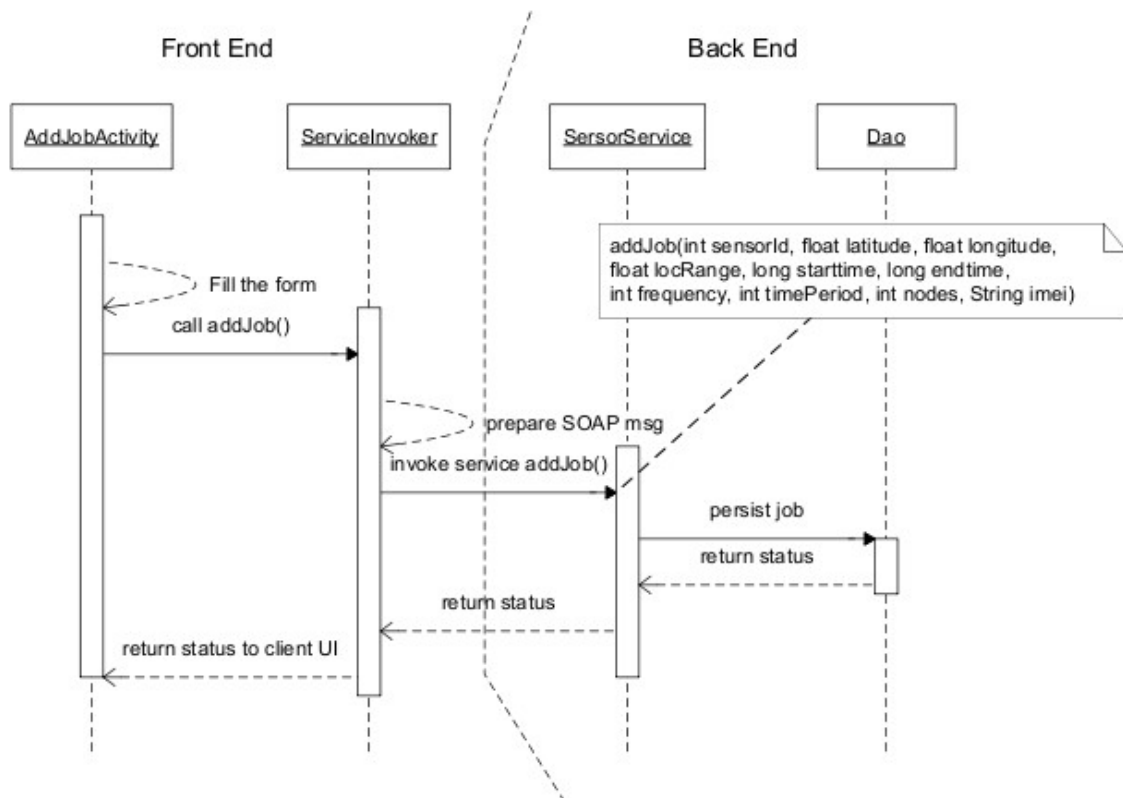 Front End
Back End
AddJobActivity
ServiceInvoker
SersorService
Dao
addJob(int sensorId, float latitude, float longitude,
float locRange, long starttime, long endtime,
int frequency, int timePeriod, int nodes, String imei)
Fill the form
call addJob()
prepare SOAP msg
invoke service addJob()
persist job
return status
return status
return status to client UI